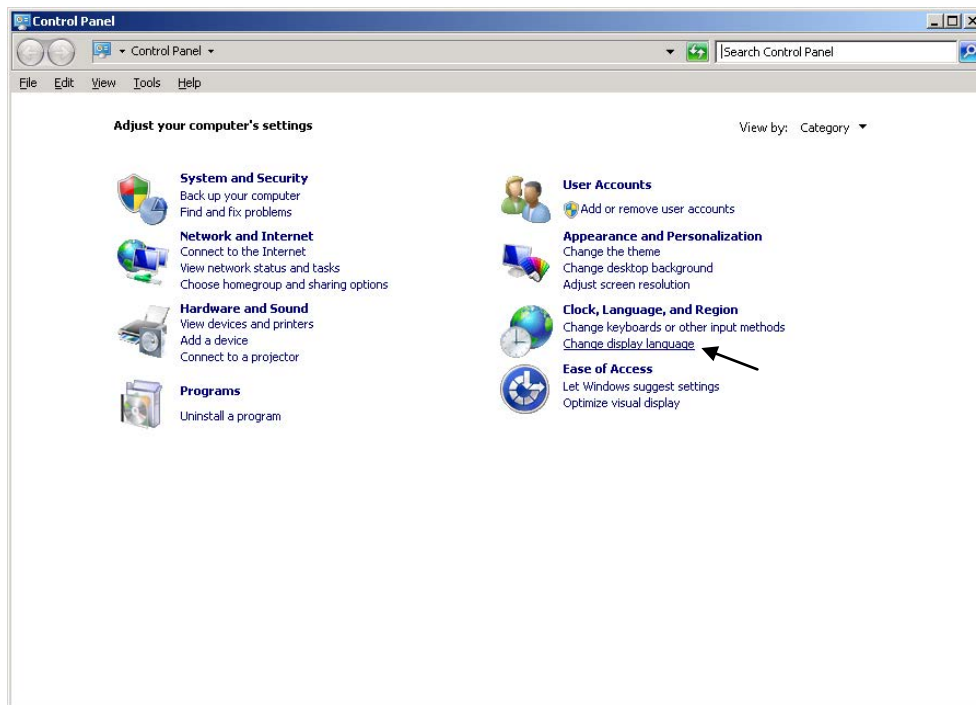 Control Panel
Control Panel
Search Control Panel
File Edit View Tools Help
Adjust your computer's settings
View by: Category
System and Security
Back up your computer
Find and fix problems
Network and Internet
Connect to the Internet
View network status and tasks
Choose homegroup and sharing options
Hardware and Sound
View devices and printers
Add a device
Connect to a projector
Programs
Uninstall a program
User Accounts
Add or remove user accounts
Appearance and Personalization
Change the theme
Change desktop background
Adjust screen resolution
Clock, Language, and Region
Change keyboards or other input methods
Change display language
Ease of Access
Let Windows suggest settings
Optimize visual display